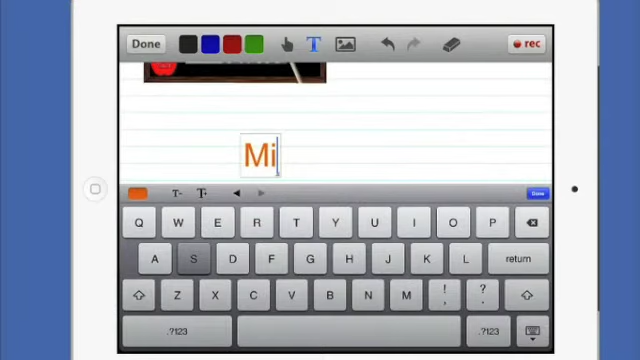 Done T rec
Mi
T- T+ Done
Q W E R T Y U I O P
A S D F G H J K L return
Z X C V B N M ! , ? .
.?123 .?123